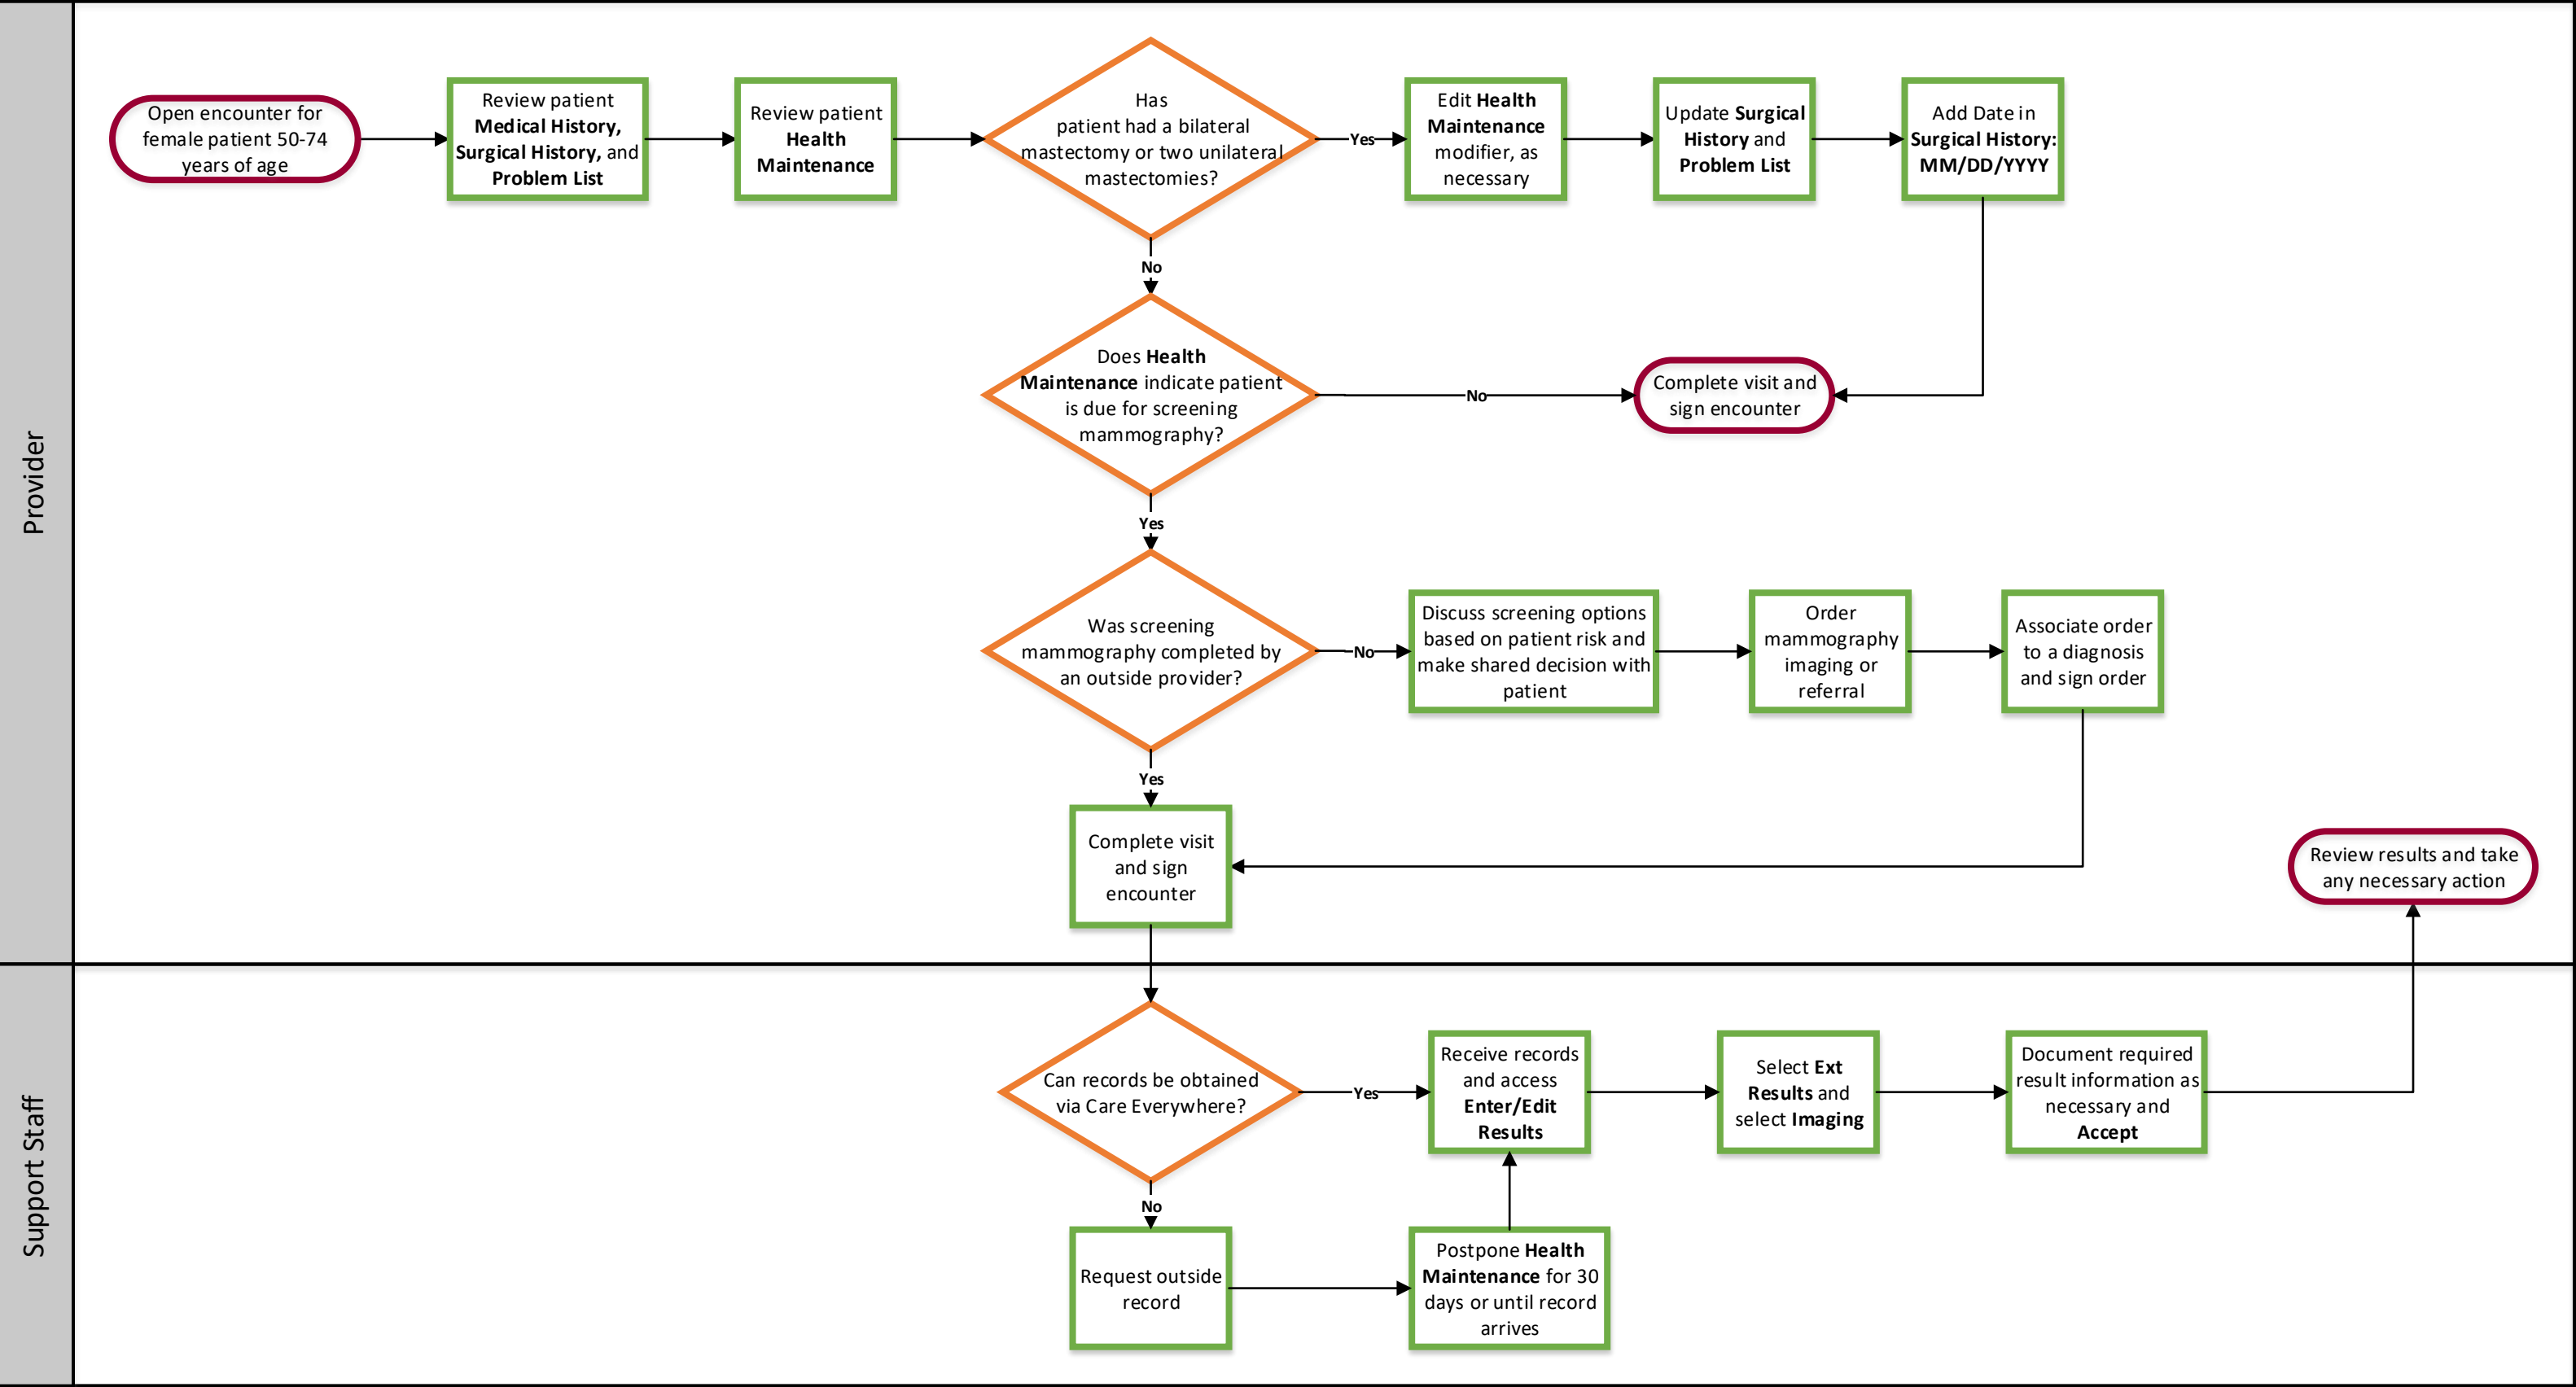 Provider
Open encounter for
female patient 50-74
years of age
Review patient
Medical History,
Surgical History, and
Problem List
Review patient
Health
Maintenance
Has
patient had a bilateral
mastectomy or two unilateral
mastectomies?
Yes
Edit Health
Maintenance
modifier, as
necessary
Update Surgical
History and
Problem List
Add Date in
Surgical History:
MM/DD/YYYY
No
Does Health
Maintenance indicate patient
is due for screening
mammography?
No
Complete visit and
sign encounter
Yes
Was screening
mammography completed by
an outside provider?
No
Discuss screening options
based on patient risk and
make shared decision with
patient
Order
mammography
imaging or
referral
Associate order
to a diagnosis
and sign order
Yes
Complete visit
and sign
encounter
Review results and take
any necessary action
Support Staff
Can records be obtained
via Care Everywhere?
Yes
Receive records
and access
Enter/Edit
Results
Select Ext
Results and
select Imaging
Document required
result information as
necessary and
Accept
No
Request outside
record
Postpone Health
Maintenance for 30
days or until record
arrives